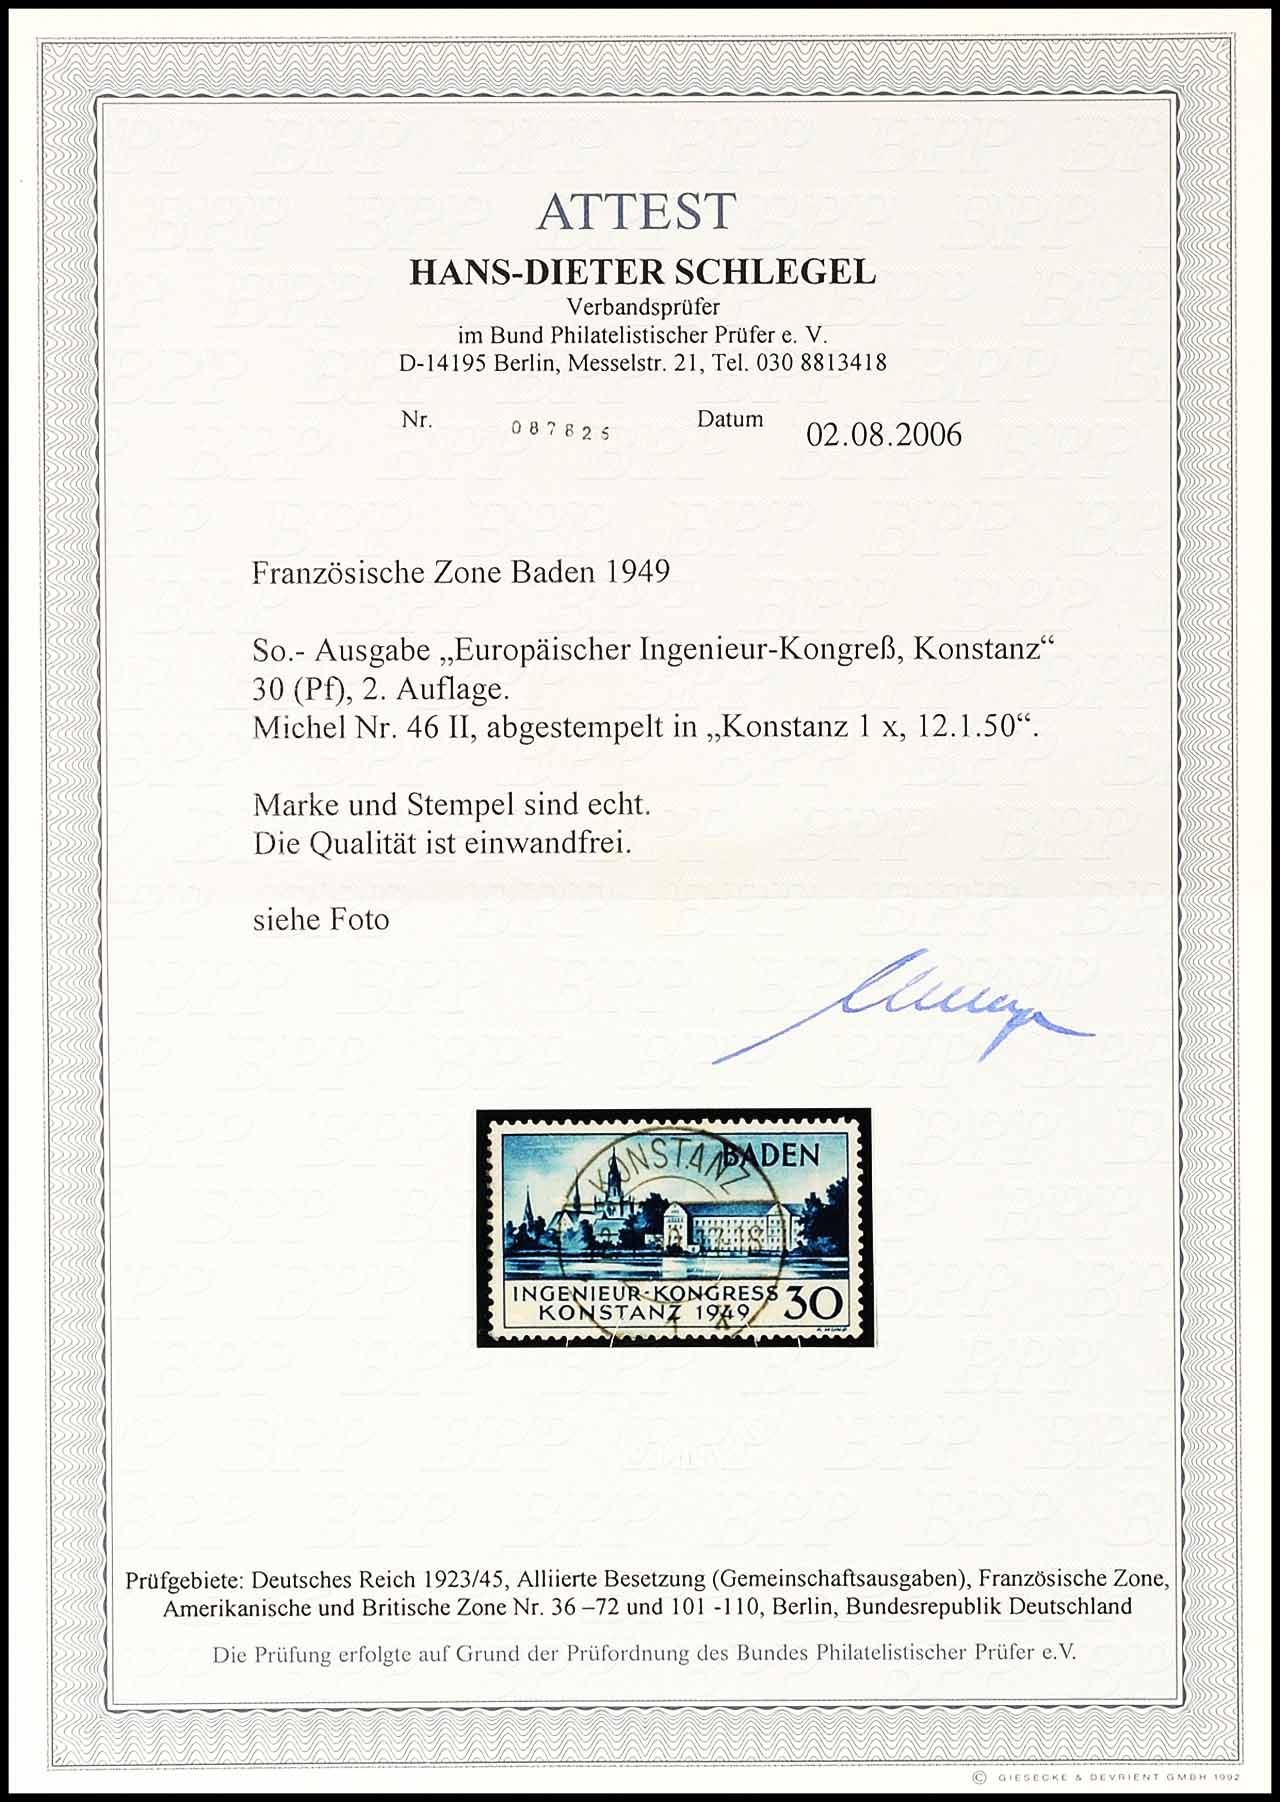 ATTEST
HANS-DIETER SCHLEGEL
Verbandsprüfer
im Bund Philatelistischer Prüfer e. V.
D-14195 Berlin, Messelstr. 21, Tel. 030 8813418
Nr. 087825 Datum 02.08.2006
Französische Zone Baden 1949
So.- Ausgabe „Europäischer Ingenieur-Kongreß, Konstanz“
30 (Pf), 2. Auflage.
Michel Nr. 46 II, abgestempelt in „Konstanz 1 x, 12.1.50“.
Marke und Stempel sind echt.
Die Qualität ist einwandfrei.
siehe Foto
BADEN
KONSTANZ
INGENIEUR-KONGRESS
KONSTANZ 1949
30
1 x
Prüfgebiete: Deutsches Reich 1923/45, Alliierte Besetzung (Gemeinschaftsausgaben), Französische Zone,
Amerikanische und Britische Zone Nr. 36 –72 und 101 -110, Berlin, Bundesrepublik Deutschland
Die Prüfung erfolgte auf Grund der Prüfordnung des Bundes Philatelistischer Prüfer e.V.
© GIESECKE & DEVRIENT GMBH 1992